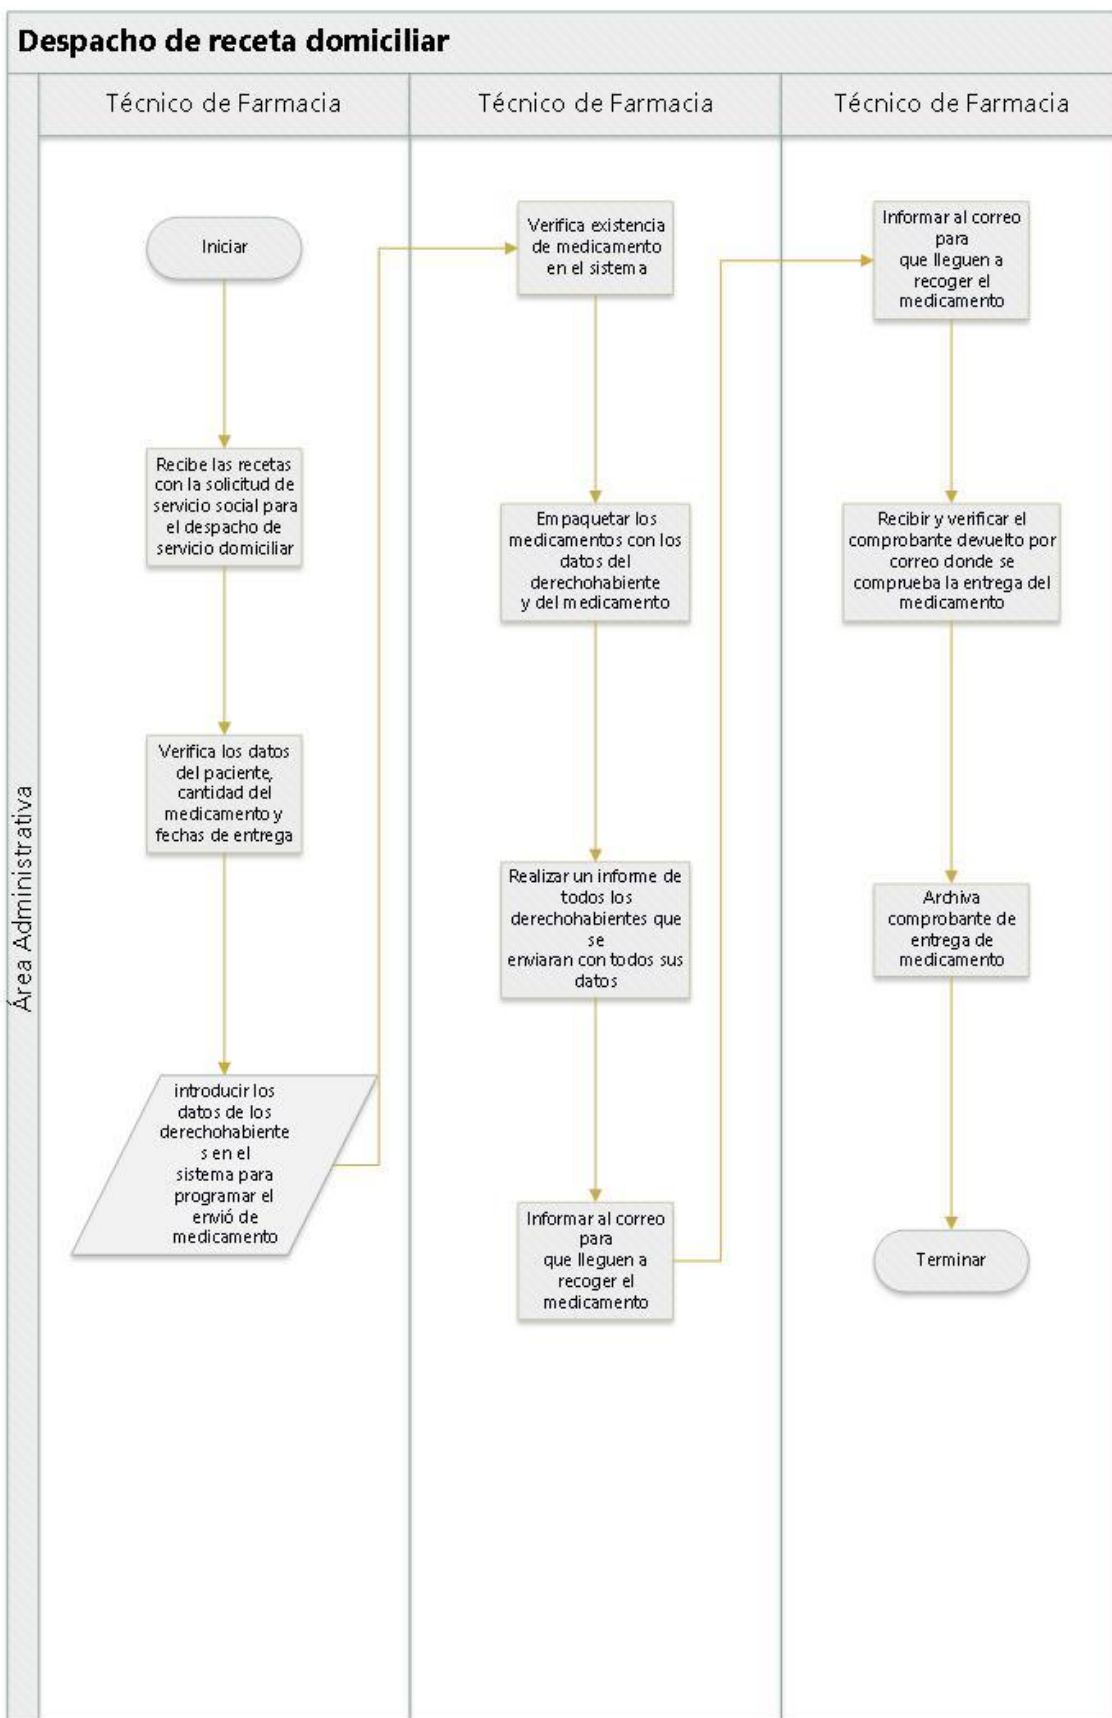 Despacho de receta domiciliar
Área Administrativa
Técnico de Farmacia
Técnico de Farmacia
Técnico de Farmacia
Iniciar
Recibe las recetas
con la solicitud de
servicio social para
el despacho de
servicio domiciliar
Verifica los datos
del paciente,
cantidad del
medicamento y
fechas de entrega
introducir los
datos de los
derechohabiente
s en el
sistema para
programar el
envió de
medicamento
Verifica existencia
de medicamento
en el sistema
Empaquetar los
medicamentos con los
datos del
derechohabiente
y del medicamento
Realizar un informe de
todos los
derechohabientes que
se
enviaran con todos sus
datos
Informar al correo
para
que lleguen a
recoger el
medicamento
Informar al correo
para
que lleguen a
recoger el
medicamento
Recibir y verificar el
comprobante devuelto por
correo donde se
comprueba la entrega del
medicamento
Archiva
comprobante de
entrega de
medicamento
Terminar